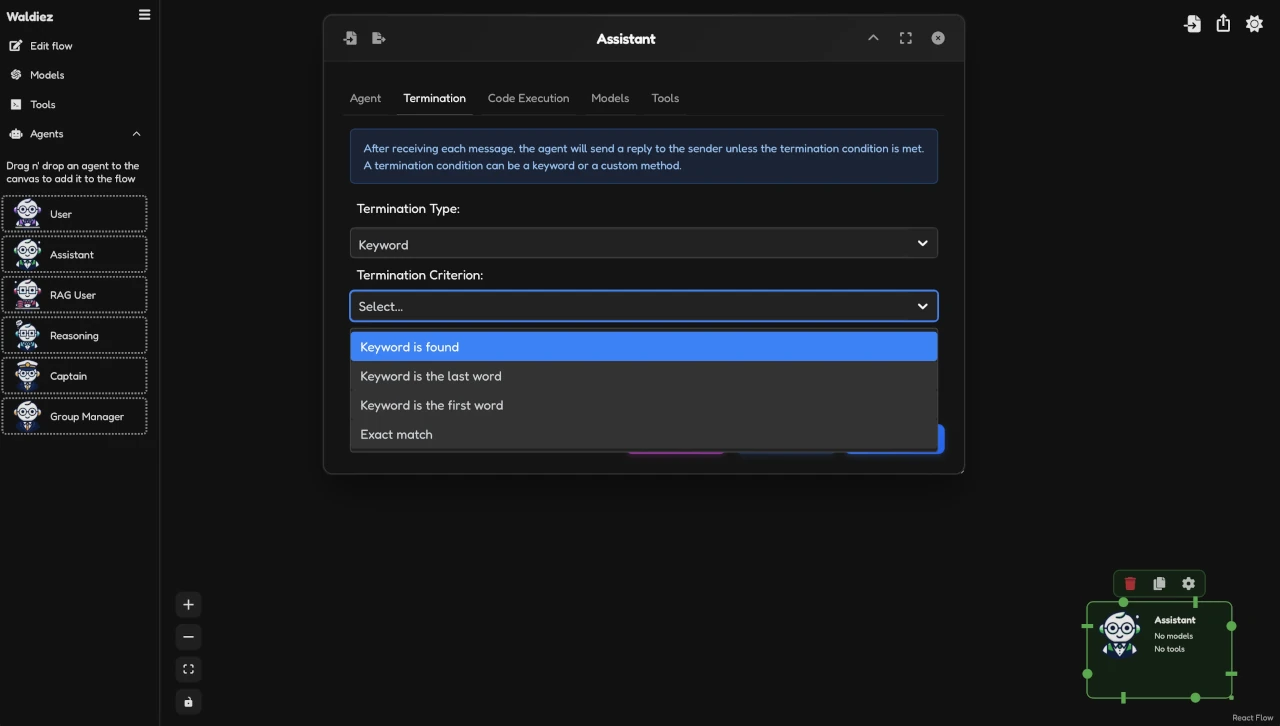 Waldiez
Edit flow
Models
Tools
Agents
Drag n' drop an agent to the
canvas to add it to the flow
User
Assistant
RAG User
Reasoning
Captain
Group Manager
Assistant
Agent
Termination
Code Execution
Models
Tools
After receiving each message, the agent will send a reply to the sender unless the termination condition is met.
A termination condition can be a keyword or a custom method.
Termination Type:
Keyword
Termination Criterion:
Select...
Keyword is found
Keyword is the last word
Keyword is the first word
Exact match
Assistant
No models
No tools
React Flow